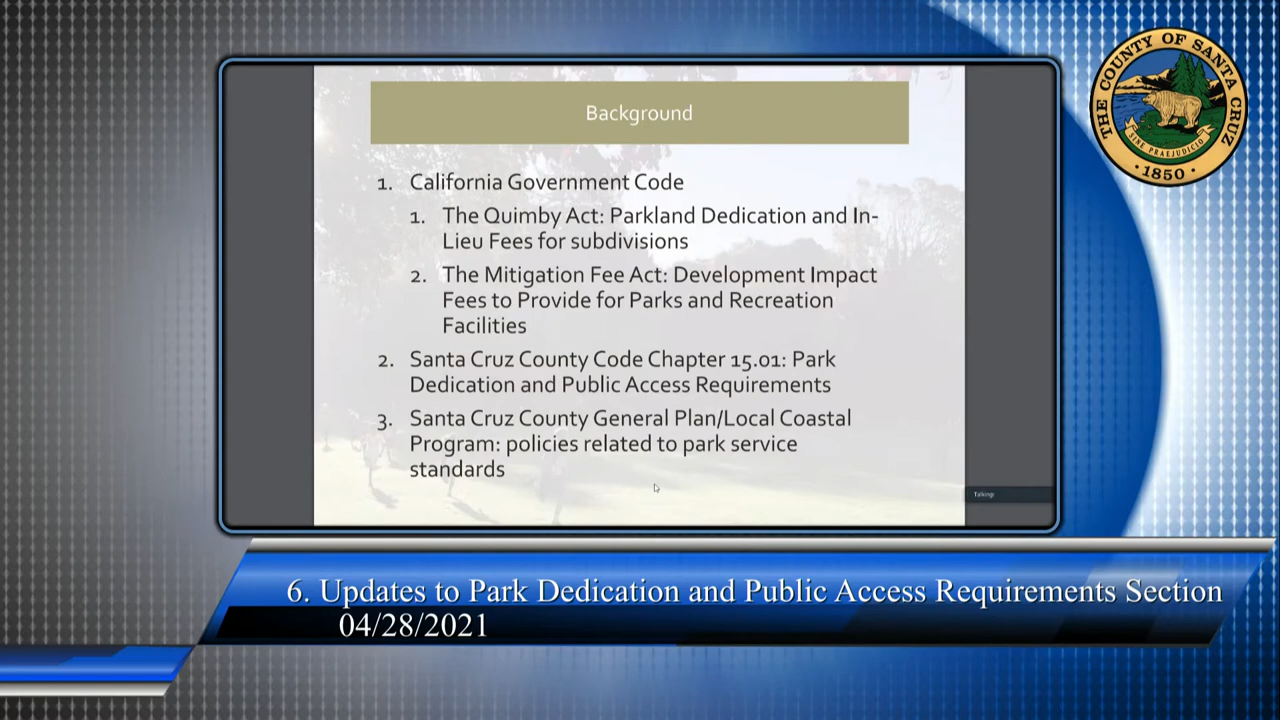 THE COUNTY OF SANTA CRUZ
SINE PRAEJUDICIO
• 1850 •
Background
1. California Government Code
1. The Quimby Act: Parkland Dedication and In-
Lieu Fees for subdivisions
2. The Mitigation Fee Act: Development Impact
Fees to Provide for Parks and Recreation
Facilities
2. Santa Cruz County Code Chapter 15.01: Park
Dedication and Public Access Requirements
3. Santa Cruz County General Plan/Local Coastal
Program: policies related to park service
standards
Talking:
6. Updates to Park Dedication and Public Access Requirements Section
04/28/2021